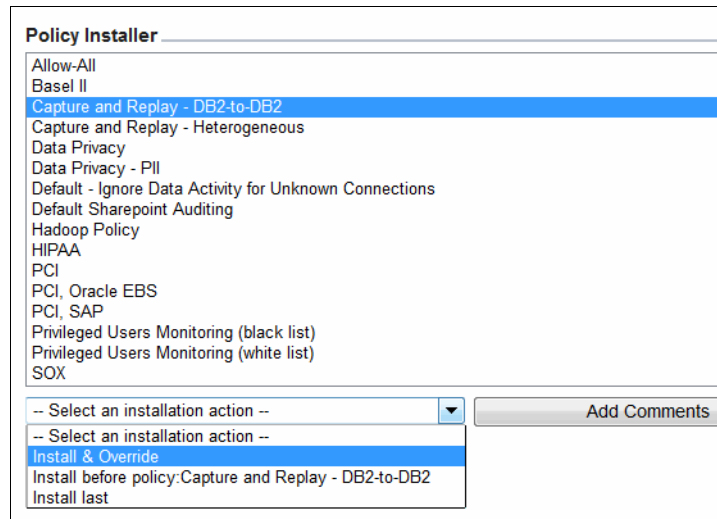 Policy Installer
Allow-All
Basel II
Capture and Replay - DB2-to-DB2
Capture and Replay - Heterogeneous
Data Privacy
Data Privacy - PII
Default - Ignore Data Activity for Unknown Connections
Default Sharepoint Auditing
Hadoop Policy
HIPAA
PCI
PCI, Oracle EBS
PCI, SAP
Privileged Users Monitoring (black list)
Privileged Users Monitoring (white list)
SOX
-- Select an installation action -- Add Comments
-- Select an installation action --
Install & Override
Install before policy:Capture and Replay - DB2-to-DB2
Install last